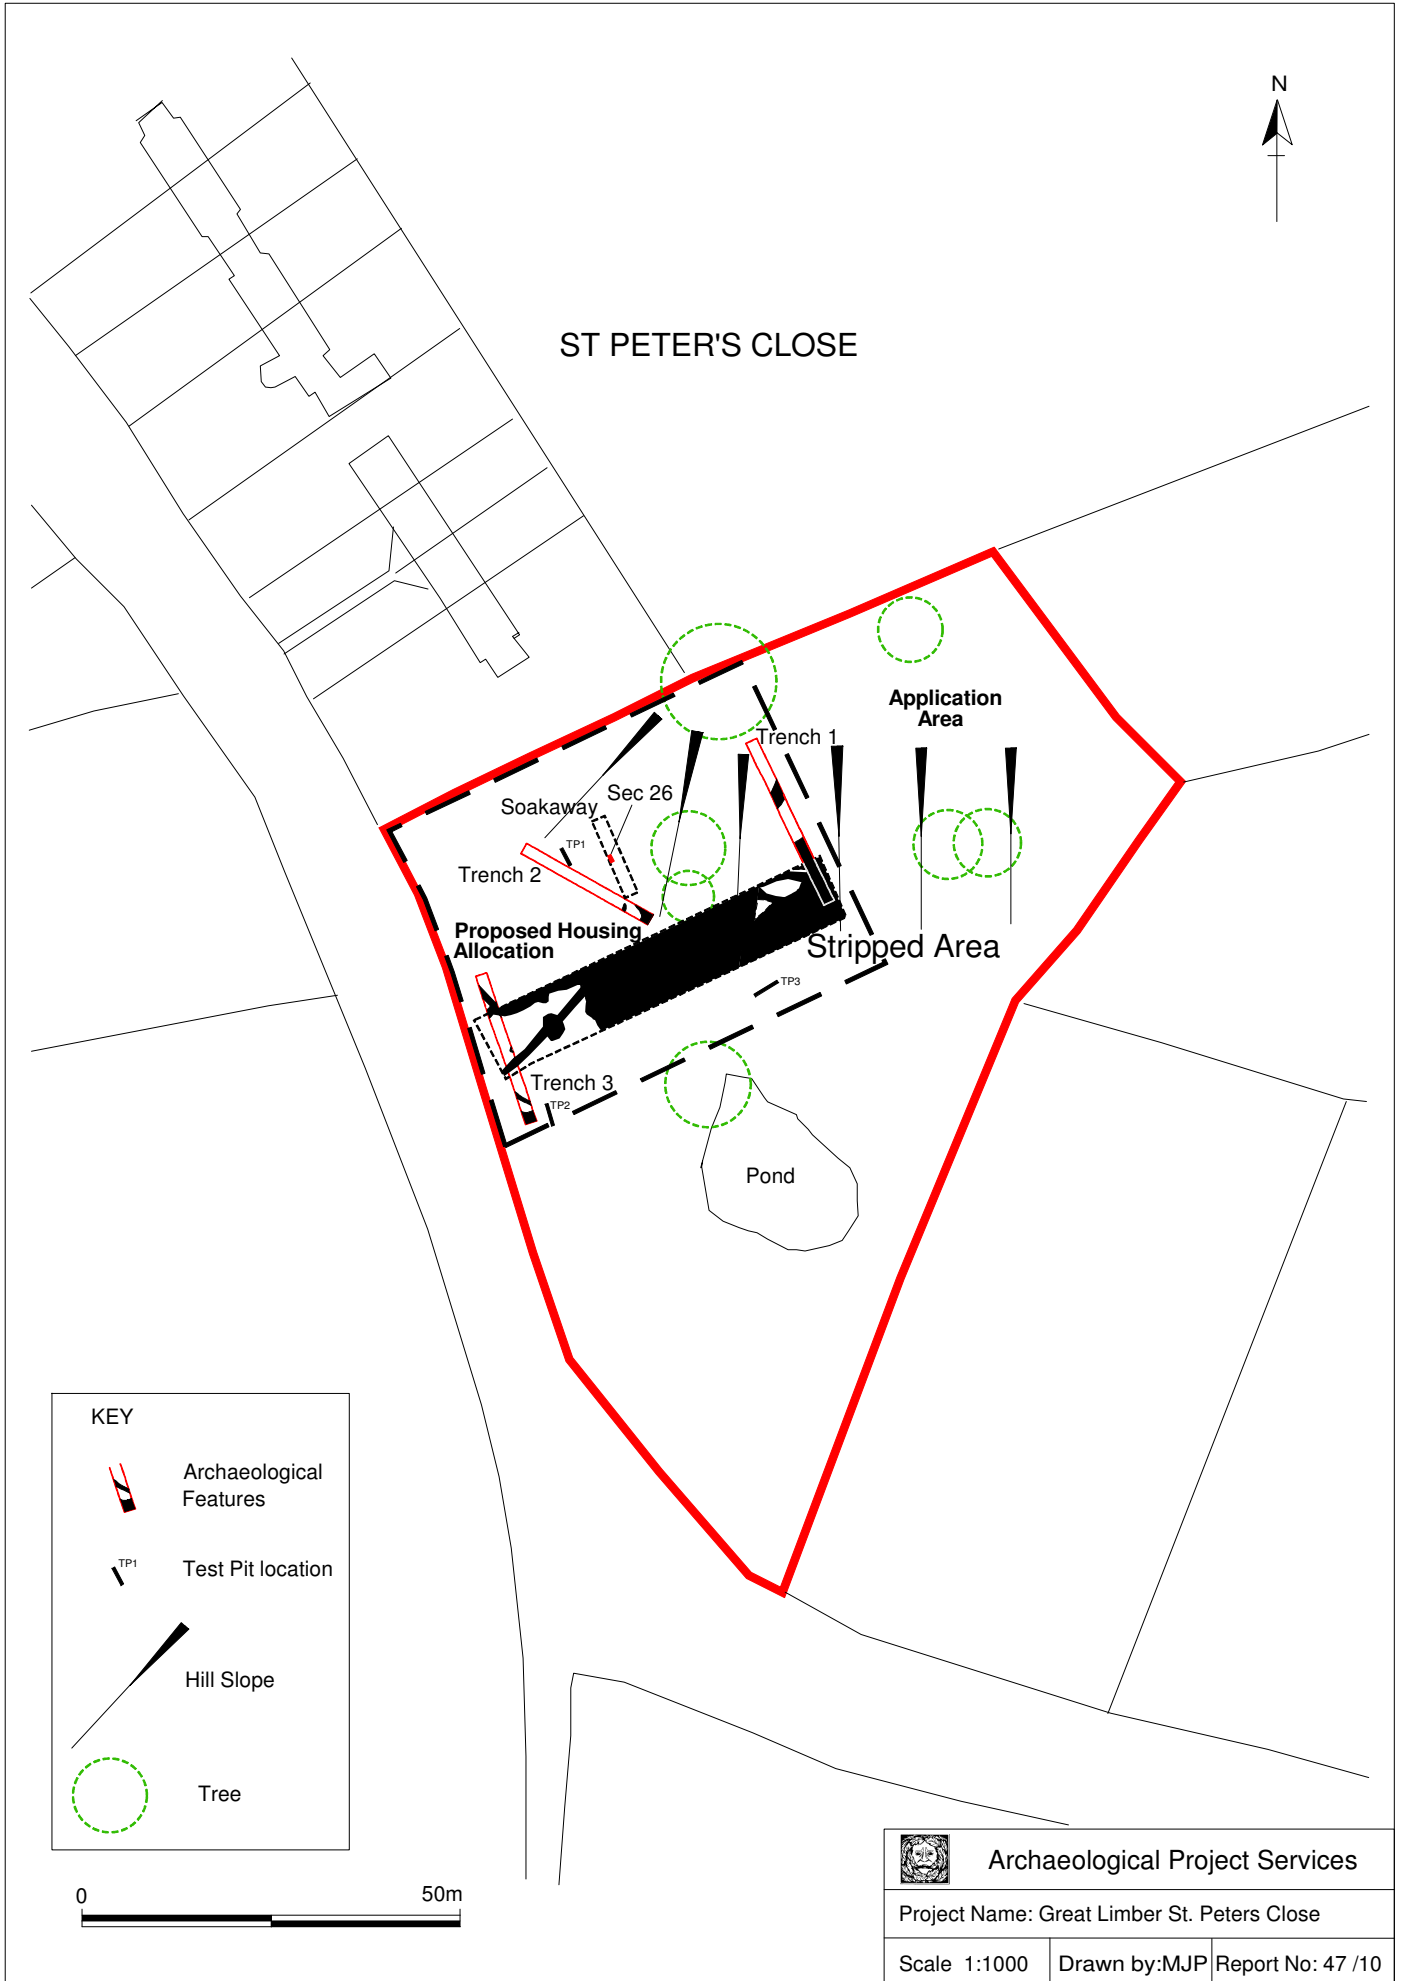 N
ST PETER'S CLOSE
Application
Area
Trench 1
Sec 26
Soakaway
TP1
Trench 2
Proposed Housing
Allocation
Stripped Area
TP3
Trench 3
TP2
Pond
KEY
Archaeological
Features
TP1
Test Pit location
Hill Slope
Tree
0 50m
Archaeological Project Services
Project Name: Great Limber St. Peters Close
Scale 1:1000 Drawn by:MJP Report No: 47 /10